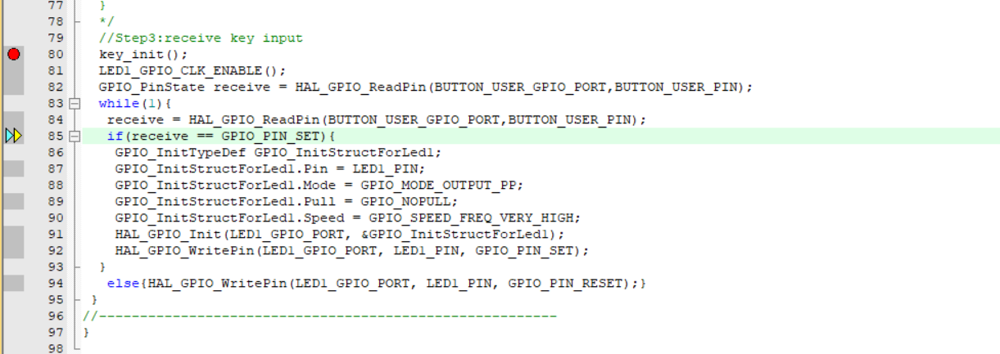 77 }
78 */
79 //Step3:receive key input
80 key_init();
81 LED1_GPIO_CLK_ENABLE();
82 GPIO_PinState receive = HAL_GPIO_ReadPin(BUTTON_USER_GPIO_PORT,BUTTON_USER_PIN);
83 while(1){
84 receive = HAL_GPIO_ReadPin(BUTTON_USER_GPIO_PORT,BUTTON_USER_PIN);
85 if(receive == GPIO_PIN_SET){
86 GPIO_InitTypeDef GPIO_InitStructForLed1;
87 GPIO_InitStructForLed1.Pin = LED1_PIN;
88 GPIO_InitStructForLed1.Mode = GPIO_MODE_OUTPUT_PP;
89 GPIO_InitStructForLed1.Pull = GPIO_NOPULL;
90 GPIO_InitStructForLed1.Speed = GPIO_SPEED_FREQ_VERY_HIGH;
91 HAL_GPIO_Init(LED1_GPIO_PORT, &GPIO_InitStructForLed1);
92 HAL_GPIO_WritePin(LED1_GPIO_PORT, LED1_PIN, GPIO_PIN_SET);
93 }
94 else{HAL_GPIO_WritePin(LED1_GPIO_PORT, LED1_PIN, GPIO_PIN_RESET);}
95 }
96 //--------------------------------------------------------
97 }
98